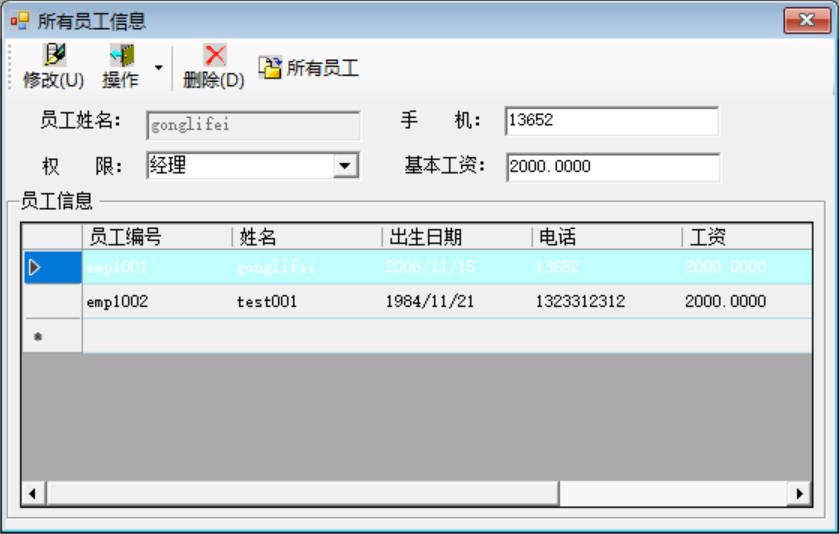 所有员工信息
修改(U) 操作 删除(D) 所有员工
员工姓名: gonglifei 手 机: 13652
权 限: 经理 基本工资: 2000.0000
员工信息
员工编号 姓名 出生日期 电话 工资
emp1001 gonglifei 2006/11/15 13652 2000.0000
emp1002 test001 1984/11/21 1323312312 2000.0000